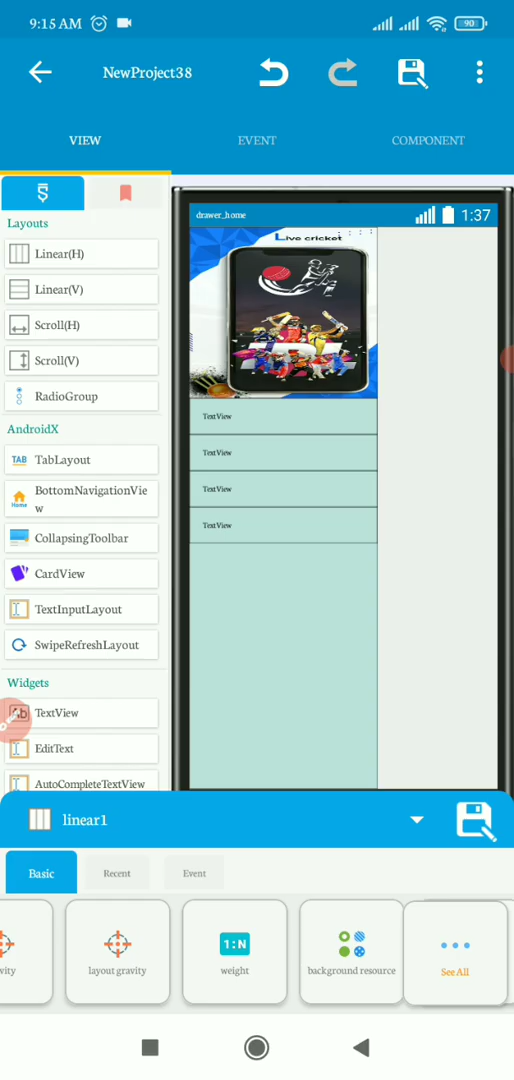 9:15 AM
90
NewProject38
VIEW
EVENT
COMPONENT
Layouts
Linear(H)
Linear(V)
Scroll(H)
Scroll(V)
RadioGroup
AndroidX
TAB
TabLayout
Home
BottomNavigationVie
w
CollapsingToolbar
CardView
TextInputLayout
SwipeRefreshLayout
Widgets
Ab
TextView
EditText
AutoCompleteTextView
drawer_home
1:37
Live cricket
TextView
TextView
TextView
TextView
linear1
Basic
Recent
Event
vity
layout gravity
1:N
weight
background resource
See All